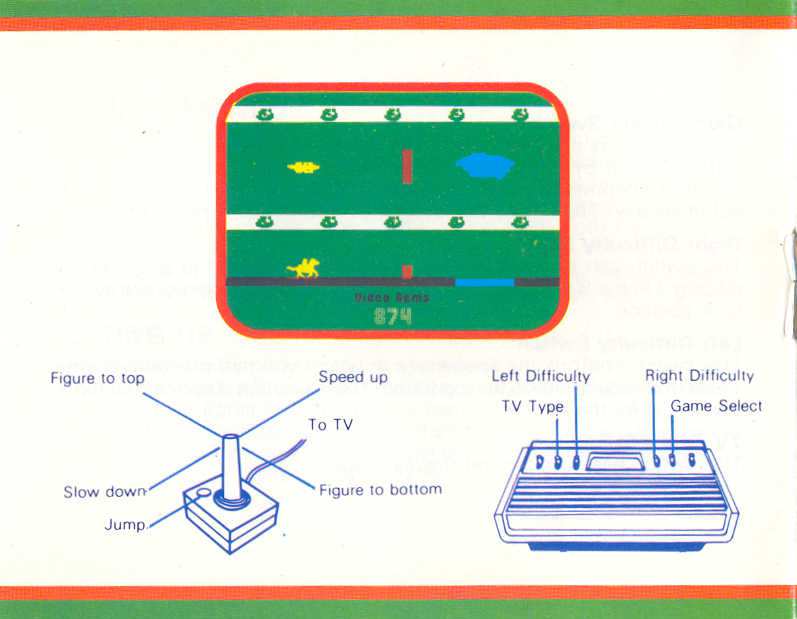 Video Gems
874
Figure to top
Speed up
To TV
Slow down
Figure to bottom
Jump
Left Difficulty
Right Difficulty
TV Type
Game Select